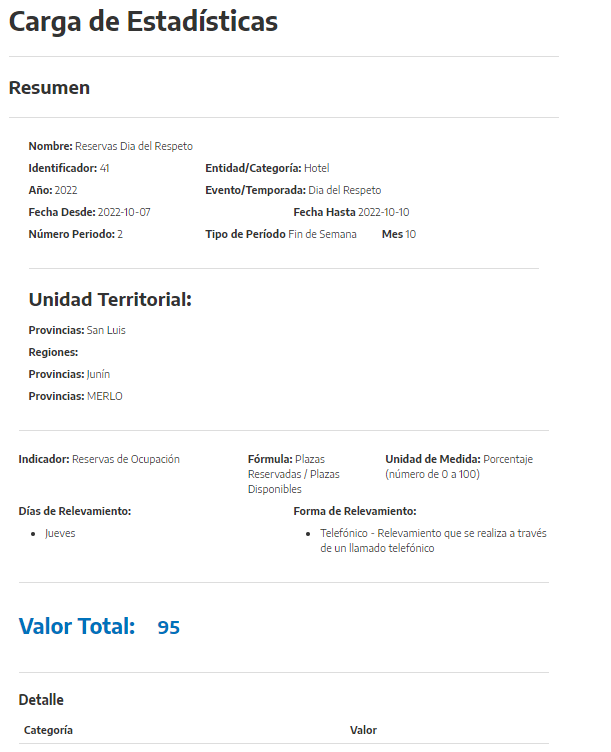 Carga de Estadísticas
Resumen
Nombre: Reservas Dia del Respeto
Identificador: 41 Entidad/Categoría: Hotel
Año: 2022 Evento/Temporada: Dia del Respeto
Fecha Desde: 2022-10-07 Fecha Hasta 2022-10-10
Número Periodo: 2 Tipo de Período Fin de Semana Mes 10
Unidad Territorial:
Provincias: San Luis
Regiones:
Provincias: Junín
Provincias: MERLO
Indicador: Reservas de Ocupación
Fórmula: Plazas
Reservadas / Plazas
Disponibles
Unidad de Medida: Porcentaje
(número de 0 a 100)
Días de Relevamiento:
• Jueves
Forma de Relevamiento:
• Telefónico - Relevamiento que se realiza a través
de un llamado telefónico
Valor Total: 95
Detalle
Categoría Valor